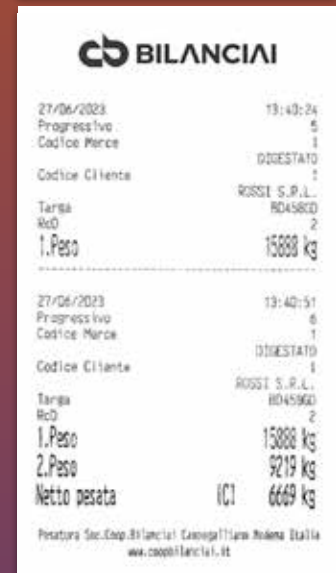 CB BILANCIAI
27/06/2023 13:40:24
Progressivo 5
Codice Merce 1
DIGESTATO
Codice Cliente 1
ROSSI S.R.L.
Targa
RcO 2
1.Peso 15888 kg
27/06/2023 13:40:51
Progressivo 6
Codice Merce 1
DIGESTATO
Codice Cliente 1
ROSSI S.R.L.
Targa
RcO 2
1.Peso 15888 kg
2.Peso 9219 kg
Netto pesata (C) 6669 kg
Pesatura Soc.Coop.Bilanciai Campogalliano Modena Italia
www.coopbilanciai.it